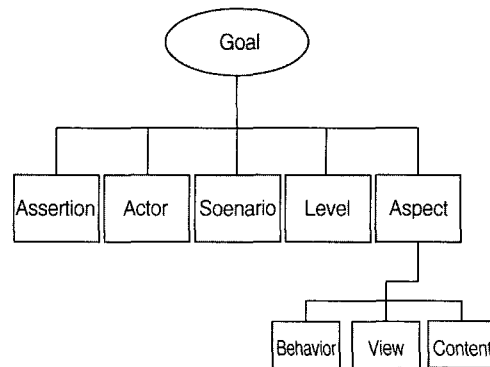 Goal
Assertion Actor Soenario Level Aspect
Behavior View Content